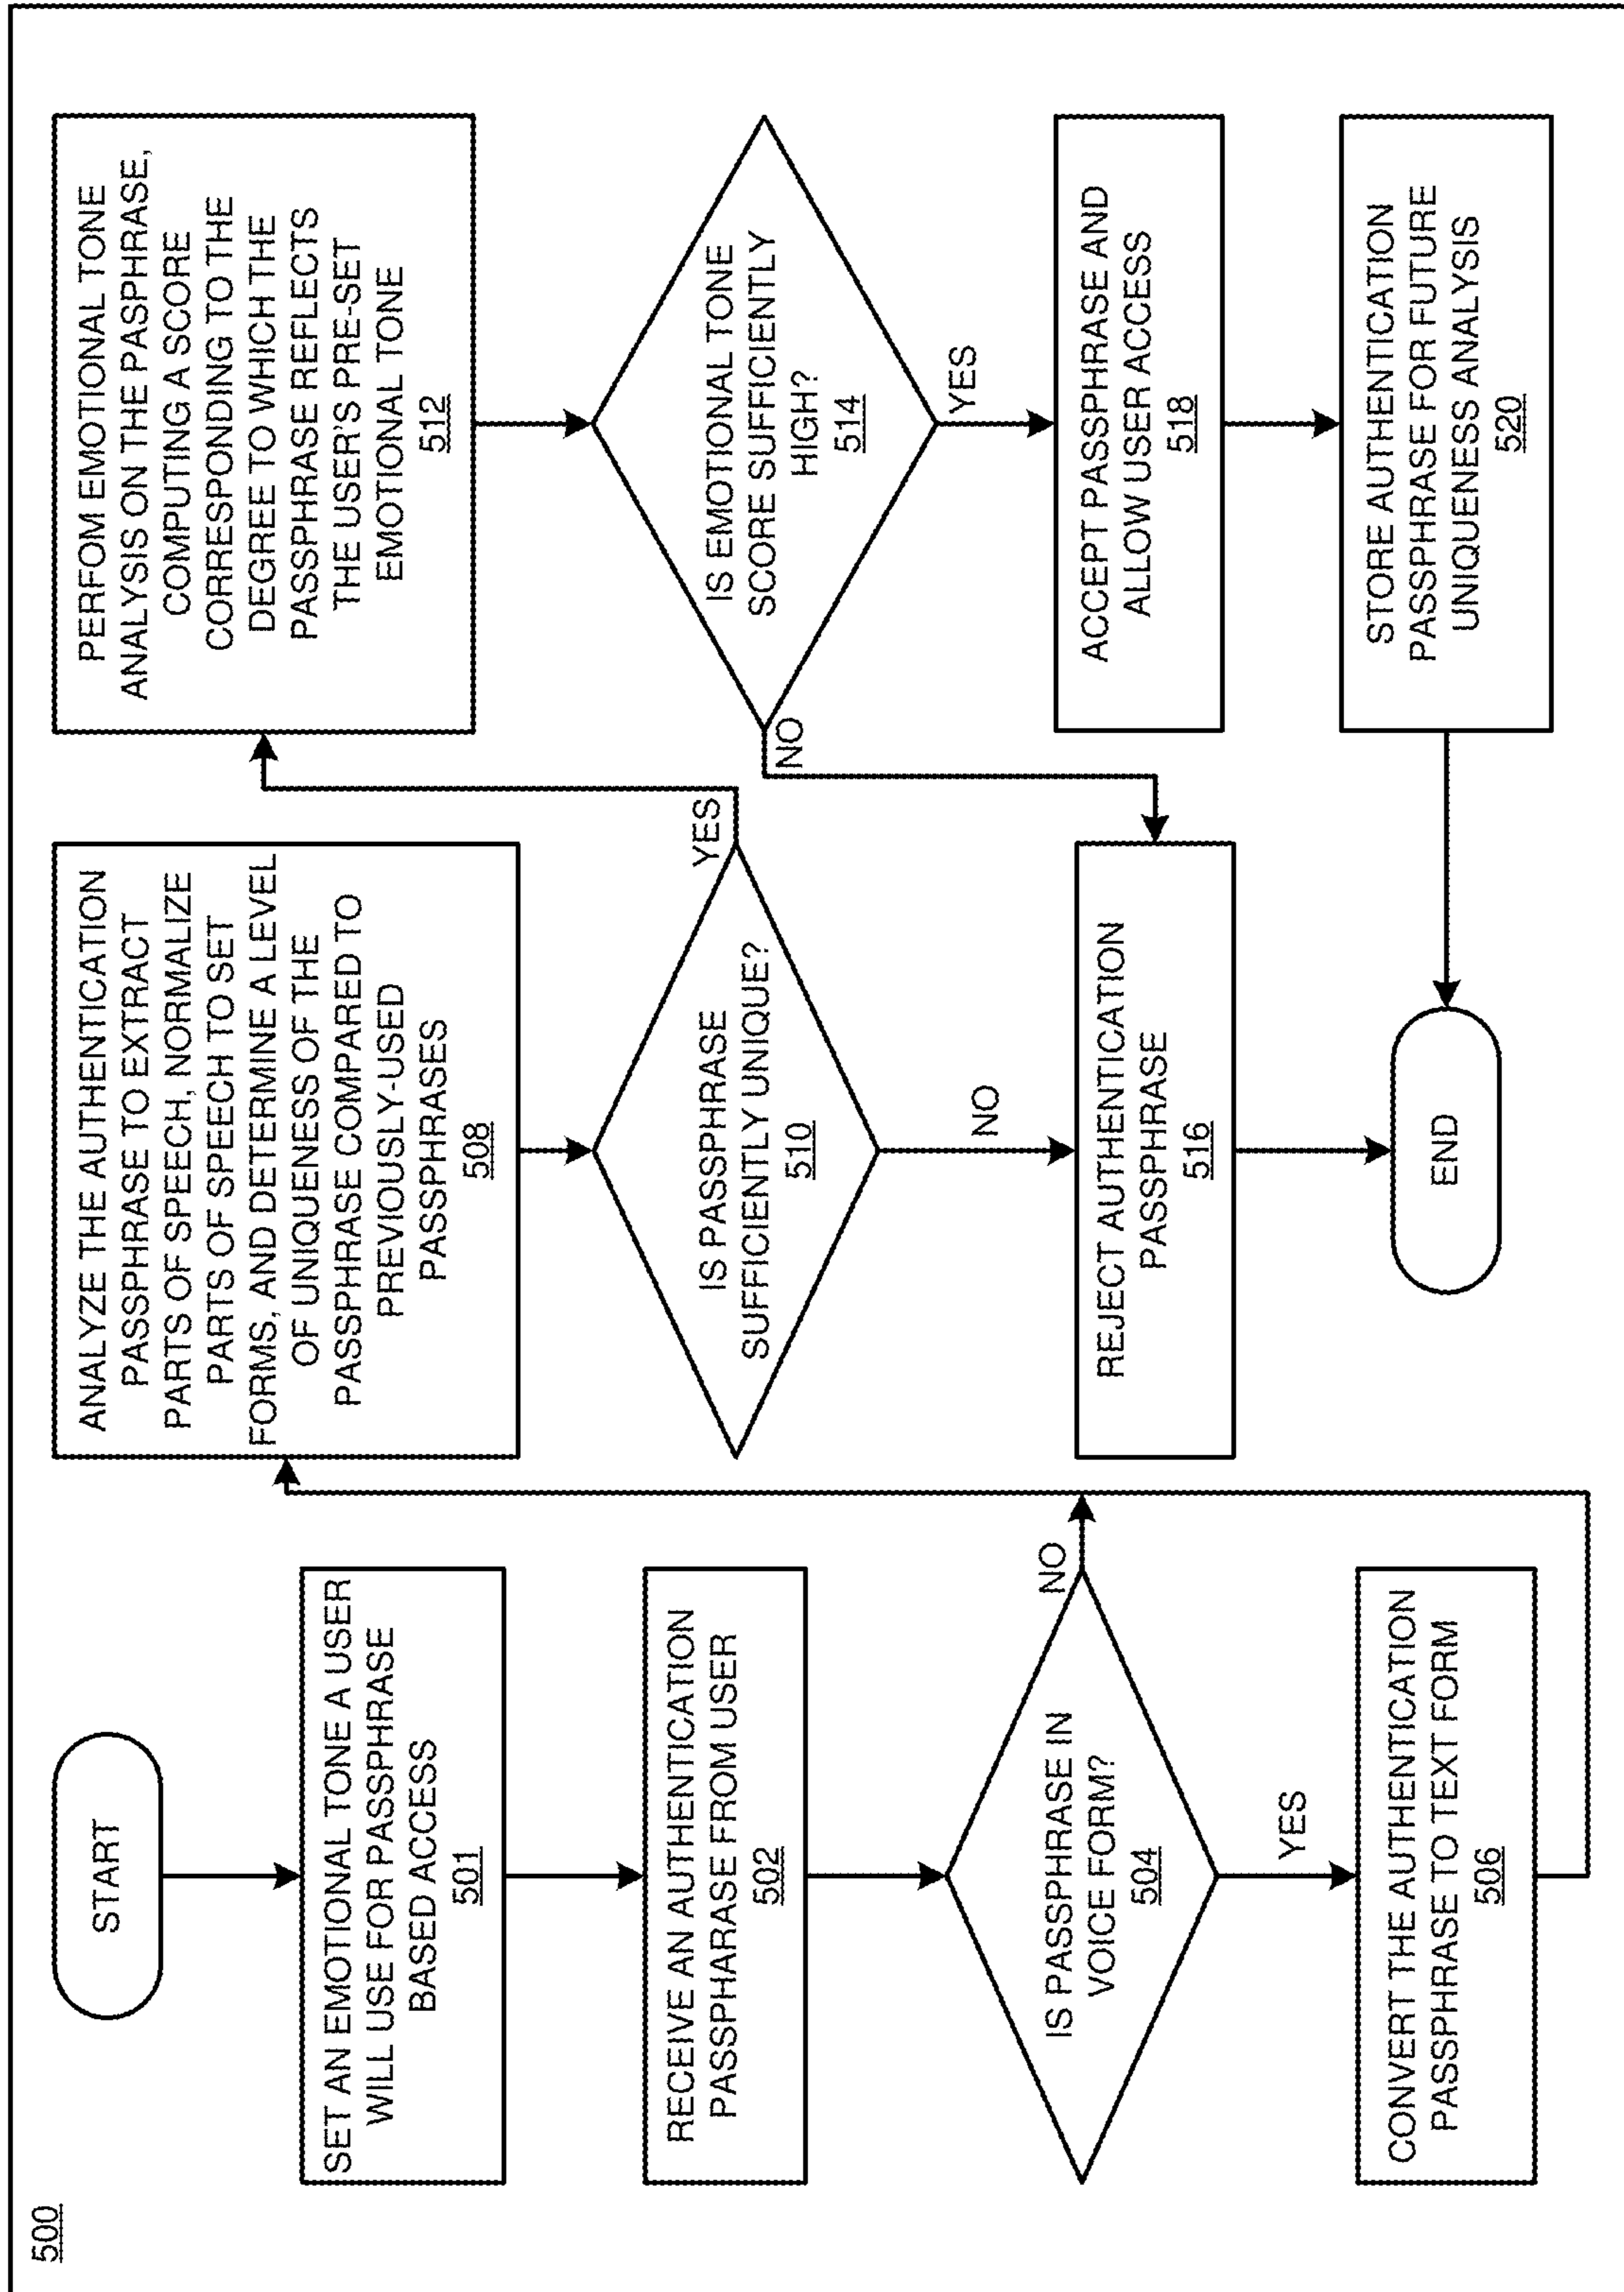 500
START
SET AN EMOTIONAL TONE A USER
WILL USE FOR PASSPHRASE
BASED ACCESS
501
RECEIVE AN AUTHENTICATION
PASSPHARASE FROM USER
502
IS PASSPHRASE IN
VOICE FORM?
504
NO
YES
CONVERT THE AUTHENTICATION
PASSPHRASE TO TEXT FORM
506
ANALYZE THE AUTHENTICATION
PASSPHRASE TO EXTRACT
PARTS OF SPEECH, NORMALIZE
PARTS OF SPEECH TO SET
FORMS, AND DETERMINE A LEVEL
OF UNIQUENESS OF THE
PASSPHRASE COMPARED TO
PREVIOUSLY-USED
PASSPHRASES
508
IS PASSPHRASE
SUFFICIENTLY UNIQUE?
510
YES
NO
REJECT AUTHENTICATION
PASSPHRASE
516
END
PERFOM EMOTIONAL TONE
ANALYSIS ON THE PASPHRASE,
COMPUTING A SCORE
CORRESPONDING TO THE
DEGREE TO WHICH THE
PASSPHRASE REFLECTS
THE USER'S PRE-SET
EMOTIONAL TONE
512
IS EMOTIONAL TONE
SCORE SUFFICIENTLY
HIGH?
514
NO
YES
ACCEPT PASSPHRASE AND
ALLOW USER ACCESS
518
STORE AUTHENTICATION
PASSPHRASE FOR FUTURE
UNIQUENESS ANALYSIS
520